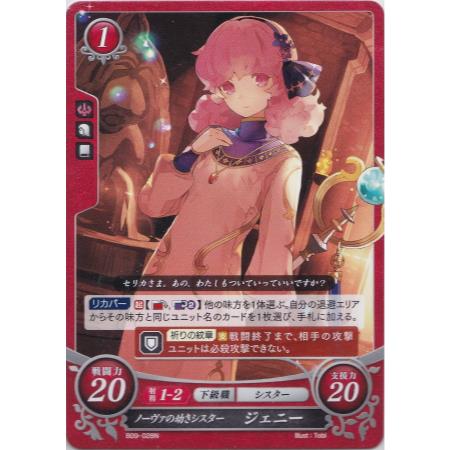 1
セリカさま、あの、わたしもついていっていいですか?
リカバー 起【, 2】他の味方を1体選ぶ。自分の退避エリア
からその味方と同じユニット名のカードを1枚選び、手札に加える。
祈りの紋章 支 戦闘終了まで、相手の攻撃
ユニットは必殺攻撃できない。
戦闘力
20
射程 1-2 下級職 シスター
支援力
20
ノーヴァの幼きシスター ジェニー
B09-028N
Illust : Tobi